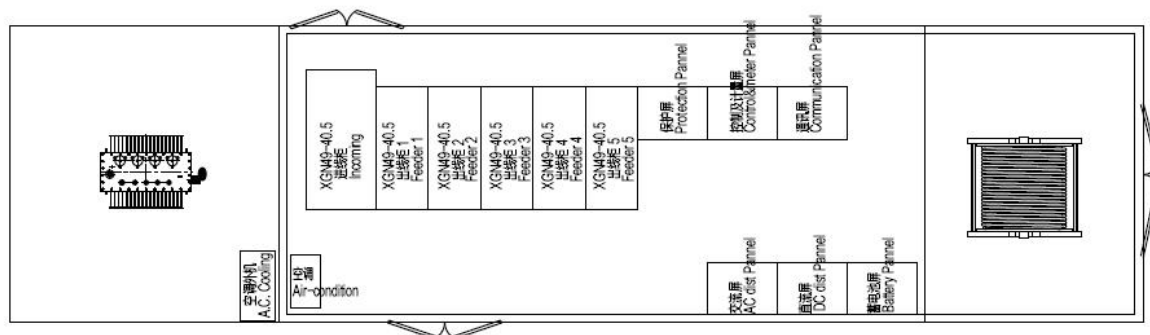 XGN49-40.5
进线柜
Incoming
XGN49-40.5
出线柜 1
Feeder 1
XGN49-40.5
出线柜 2
Feeder 2
XGN49-40.5
出线柜 3
Feeder 3
XGN49-40.5
出线柜 4
Feeder 4
XGN49-40.5
出线柜 5
Feeder 5
保护屏
Protection Pannel
控制及计量屏
Control&meter Pannel
通讯屏
Communication Pannel
空调外机
A.C. Cooling
Air-condition
交流屏
AC dist Pannel
直流屏
DC dist Pannel
蓄电池屏
Battery Pannel